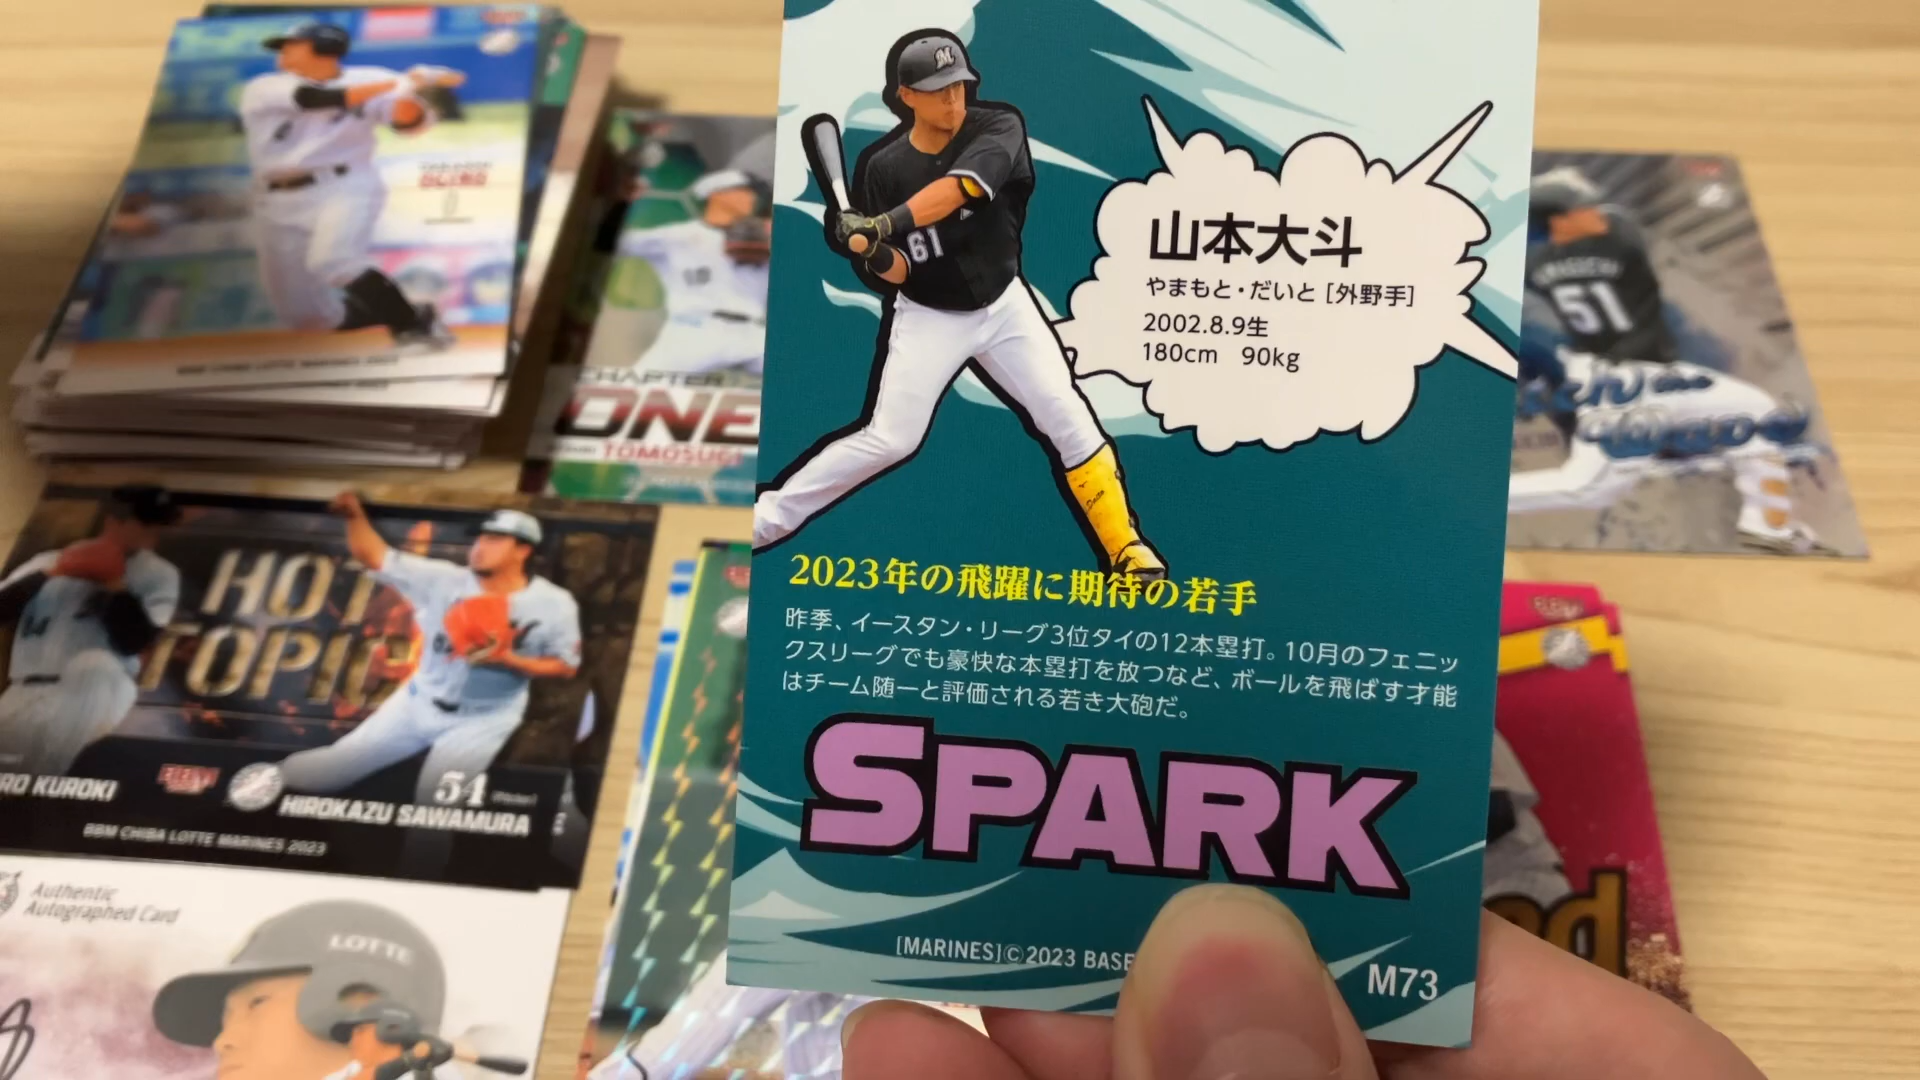 山本大斗
やまもと・だいと [外野手]
2002.8.9生
180cm 90kg
61
M
2023年の飛躍に期待の若手
昨季、イースタン・リーグ3位タイの12本塁打。10月のフェニッ
クスリーグでも豪快な本塁打を放つなど、ボールを飛ばす才能
はチーム随一と評価される若き大砲だ。
SPARK
[MARINES]©2023 BASE
M73
OGINO
CHAPTER
ONE
TOMOSUGI
51
HOT
TOPIC
RO KUROKI
54
HIROKAZU SAWAMURA
BBM CHIBA LOTTE MARINES 2023
Authentic
Autographed Card
LOTTE